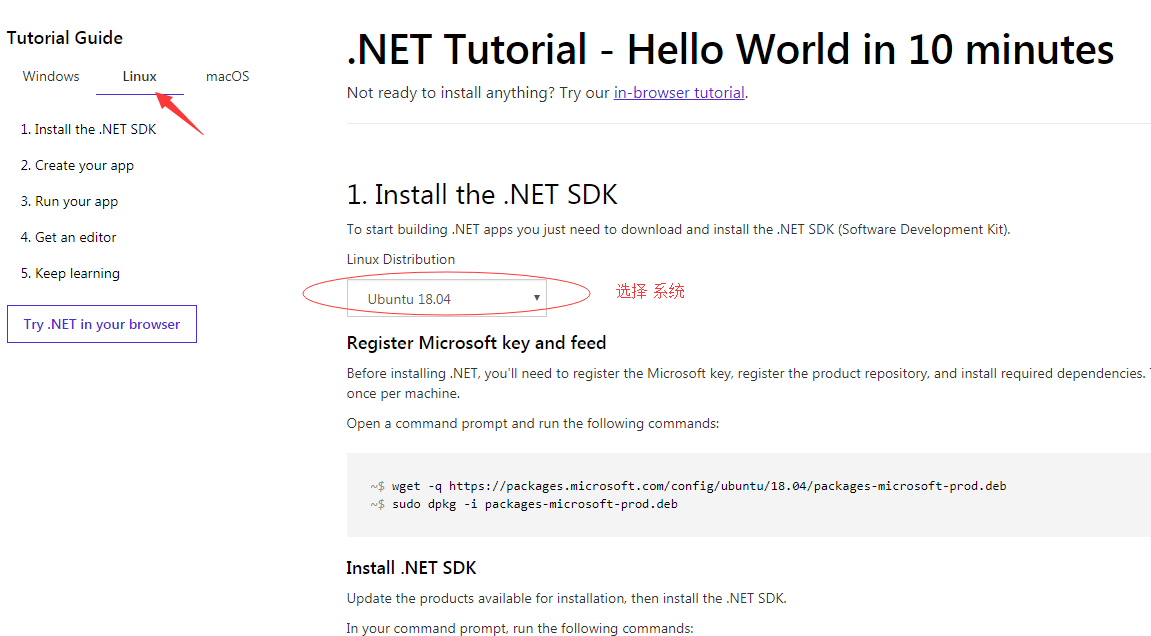 Tutorial Guide
Windows Linux macOS
1. Install the .NET SDK
2. Create your app
3. Run your app
4. Get an editor
5. Keep learning
Try .NET in your browser
.NET Tutorial - Hello World in 10 minutes
Not ready to install anything? Try our in-browser tutorial.
1. Install the .NET SDK
To start building .NET apps you just need to download and install the .NET SDK (Software Development Kit).
Linux Distribution
Ubuntu 18.04
选择 系统
Register Microsoft key and feed
Before installing .NET, you'll need to register the Microsoft key, register the product repository, and install required dependencies.
once per machine.
Open a command prompt and run the following commands:
~$ wget -q https://packages.microsoft.com/config/ubuntu/18.04/packages-microsoft-prod.deb
~$ sudo dpkg -i packages-microsoft-prod.deb
Install .NET SDK
Update the products available for installation, then install the .NET SDK.
In your command prompt, run the following commands: